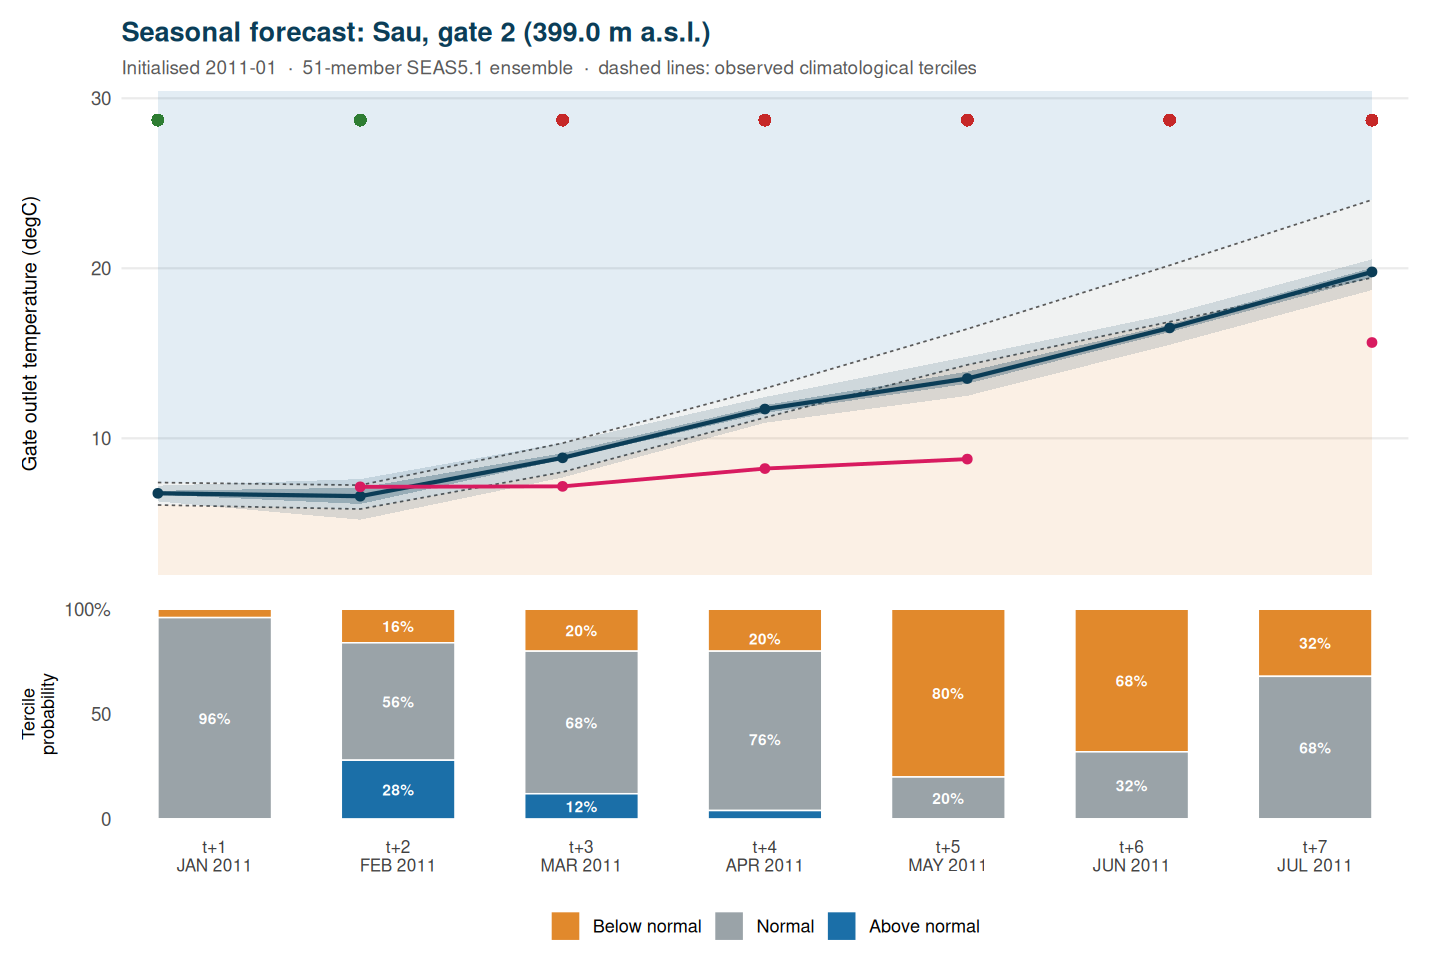 Seasonal forecast: Sau, gate 2 (399.0 m a.s.l.)
Initialised 2011-01 · 51-member SEAS5.1 ensemble · dashed lines: observed climatological terciles
30
20
10
Gate outlet temperature (degC)
100%
50
0
Tercile
probability
96%
16%
56%
28%
20%
68%
12%
20%
76%
80%
20%
68%
32%
32%
68%
t+1
JAN 2011
t+2
FEB 2011
t+3
MAR 2011
t+4
APR 2011
t+5
MAY 2011
t+6
JUN 2011
t+7
JUL 2011
Below normal
Normal
Above normal